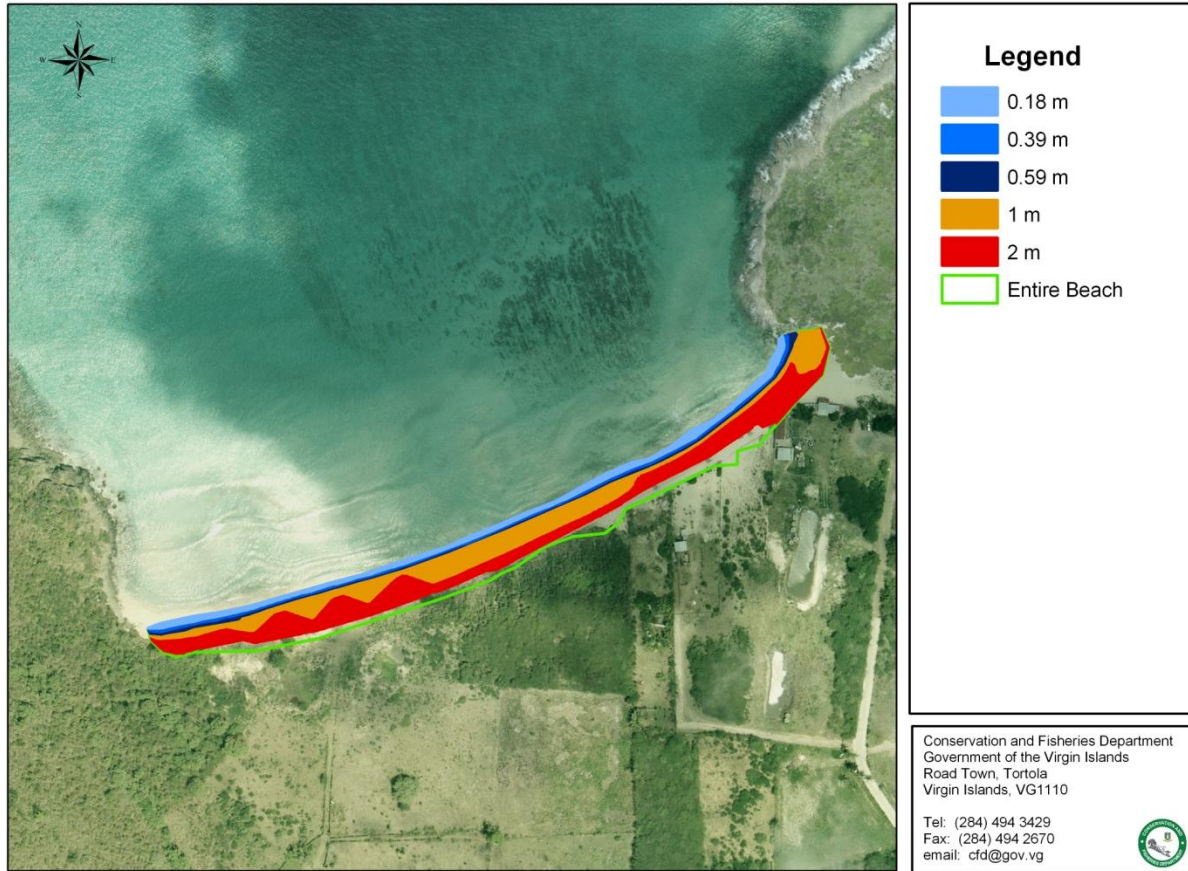 N
W E
S
Legend
0.18 m
0.39 m
0.59 m
1 m
2 m
Entire Beach
Conservation and Fisheries Department
Government of the Virgin Islands
Road Town, Tortola
Virgin Islands, VG1110
Tel: (284) 494 3429
Fax: (284) 494 2670
email: cfd@gov.vg